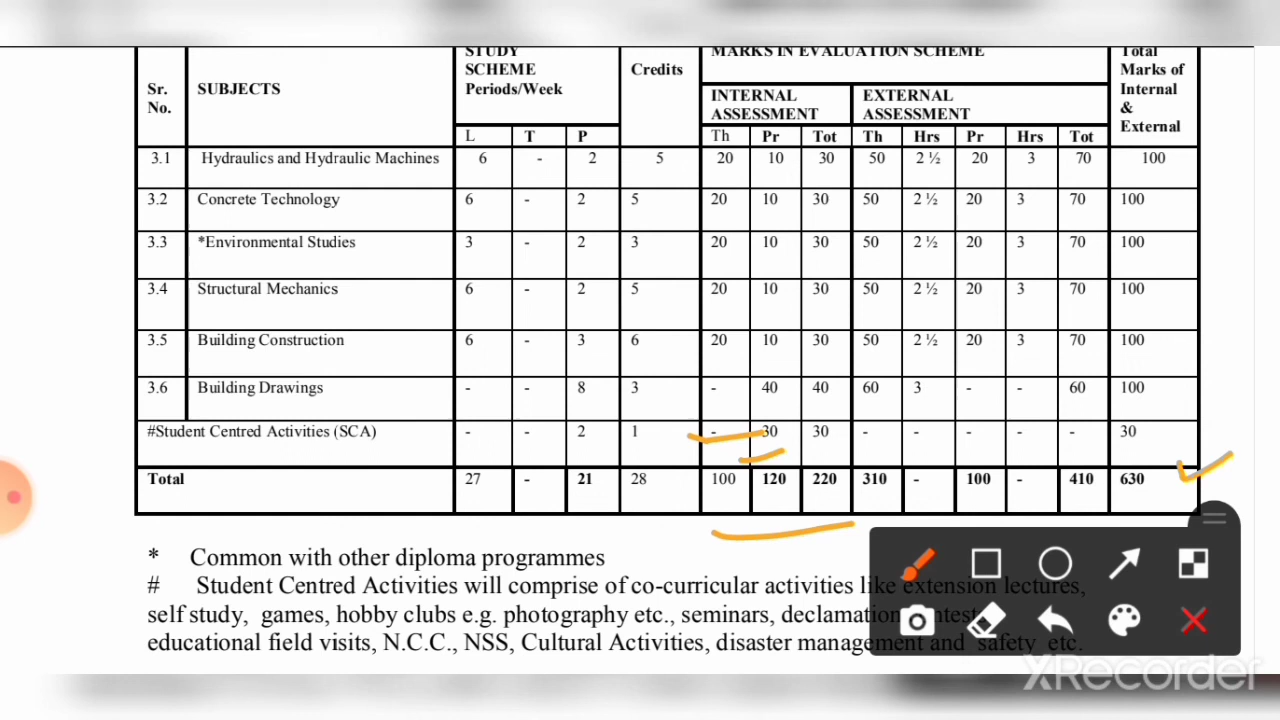 STUDY SCHEME Periods/Week
MARKS IN EVALUATION SCHEME
Total Marks of Internal & External
Sr. No. SUBJECTS Credits
INTERNAL ASSESSMENT EXTERNAL ASSESSMENT
L T P Th Pr Tot Th Hrs Pr Hrs Tot
3.1 Hydraulics and Hydraulic Machines 6 - 2 5 20 10 30 50 2 ½ 20 3 70 100
3.2 Concrete Technology 6 - 2 5 20 10 30 50 2 ½ 20 3 70 100
3.3 *Environmental Studies 3 - 2 3 20 10 30 50 2 ½ 20 3 70 100
3.4 Structural Mechanics 6 - 2 5 20 10 30 50 2 ½ 20 3 70 100
3.5 Building Construction 6 - 3 6 20 10 30 50 2 ½ 20 3 70 100
3.6 Building Drawings - - 8 3 - 40 40 60 3 - - 60 100
#Student Centred Activities (SCA) - - 2 1 - 30 30 - - - - - 30
Total 27 - 21 28 100 120 220 310 - 100 - 410 630
* Common with other diploma programmes
# Student Centred Activities will comprise of co-curricular activities like extension lectures,
self study, games, hobby clubs e.g. photography etc., seminars, declamation
educational field visits, N.C.C., NSS, Cultural Activities, disaster management and safety etc.
XRecorder